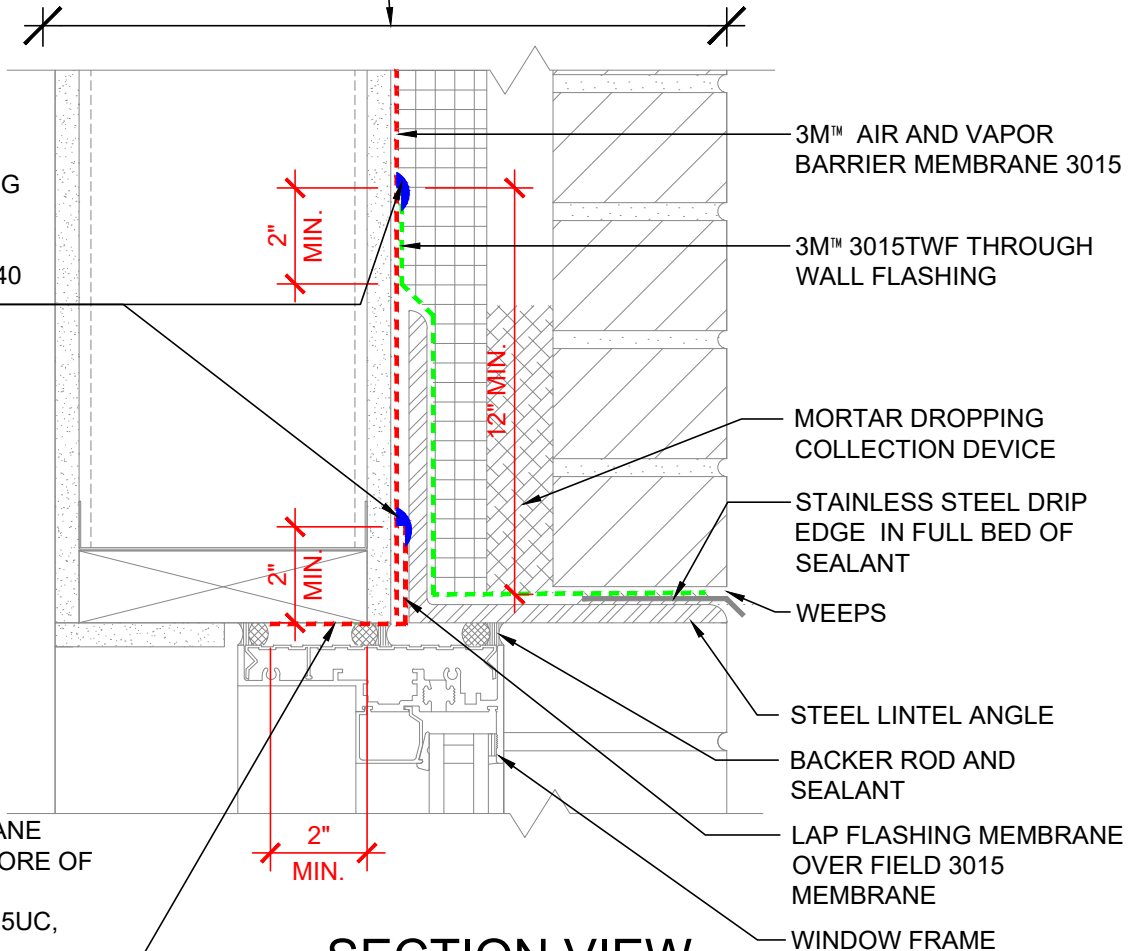 3M™ AIR AND VAPOR
BARRIER MEMBRANE 3015
3M™ 3015TWF THROUGH
WALL FLASHING
MORTAR DROPPING
COLLECTION DEVICE
STAINLESS STEEL DRIP
EDGE IN FULL BED OF
SEALANT
WEEPS
STEEL LINTEL ANGLE
BACKER ROD AND
SEALANT
LAP FLASHING MEMBRANE
OVER FIELD 3015
MEMBRANE
WINDOW FRAME
G
40
2"
MIN.
12" MIN.
2"
MIN.
2"
MIN.
ANE
ORE OF
5UC,
SECTION VIEW